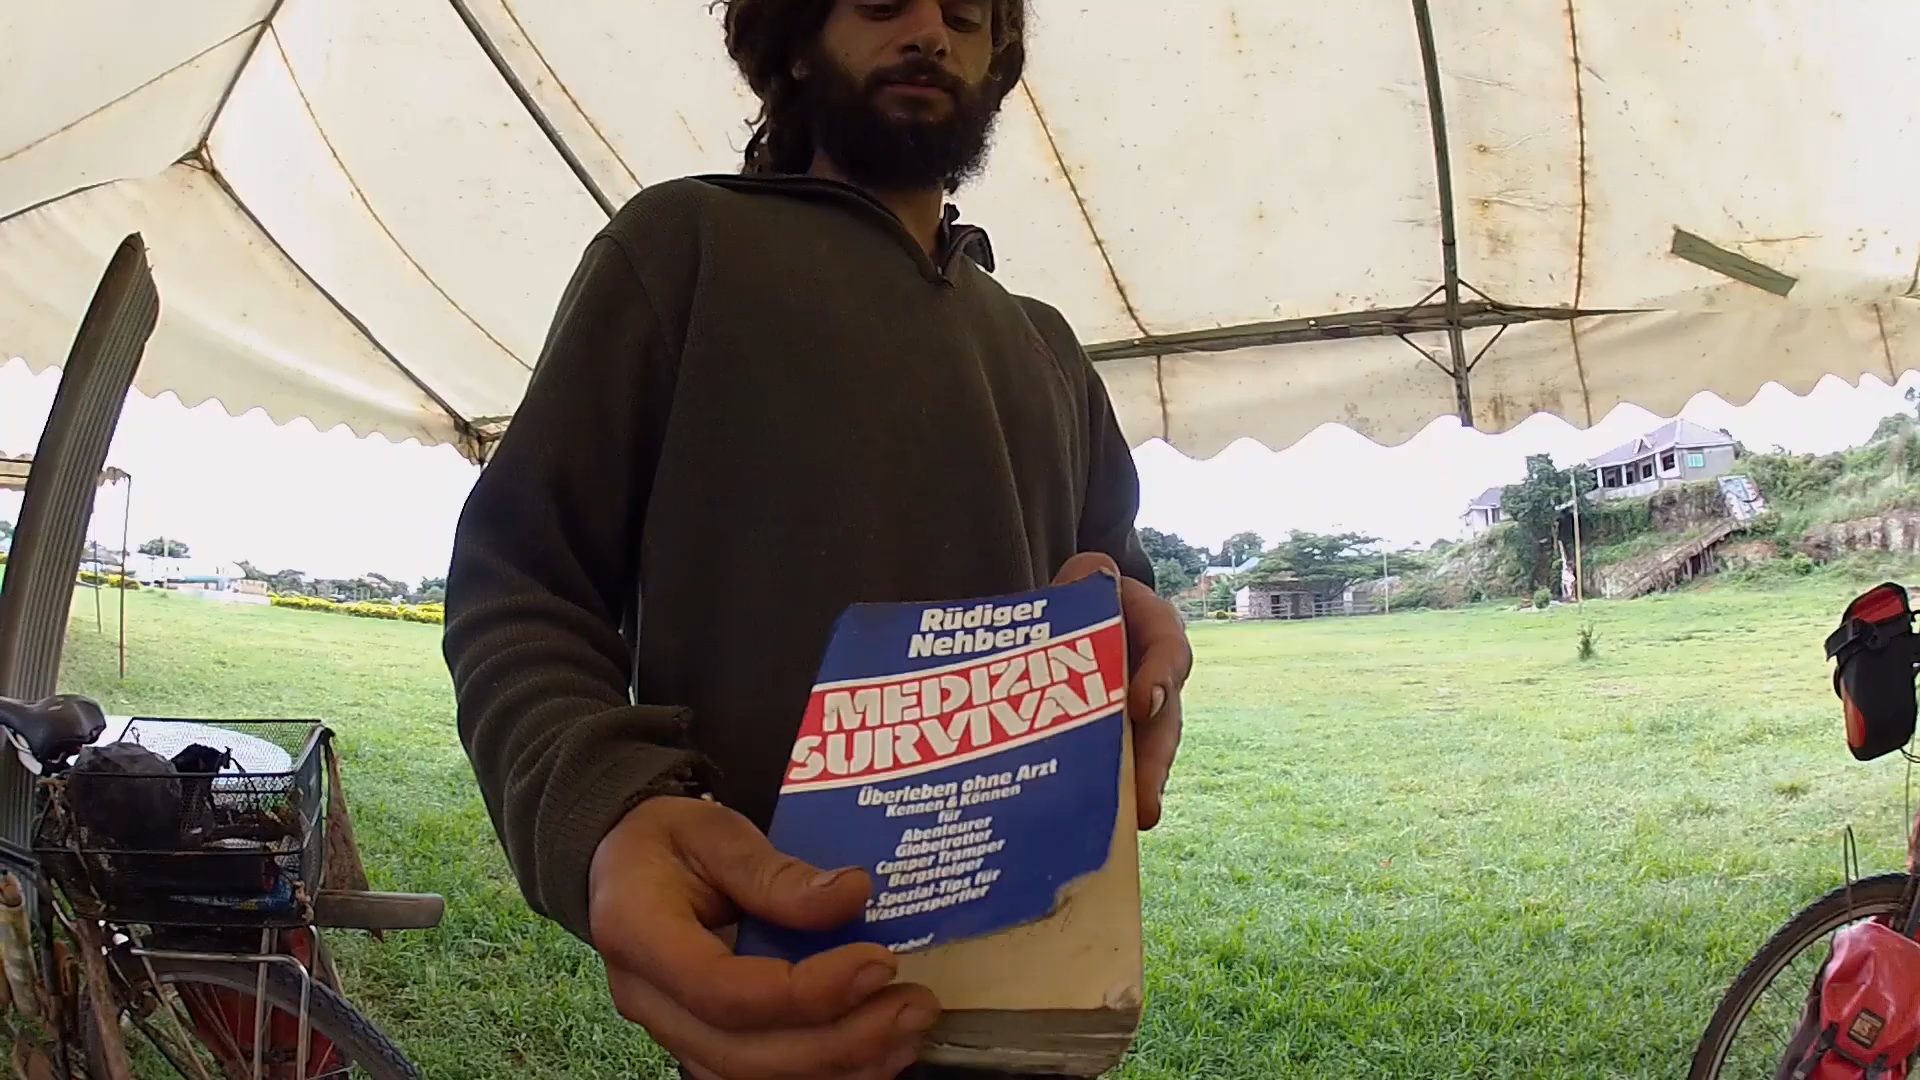 Rüdiger
Nehberg
MEDIZIN
SURVIVAL
Überleben ohne Arzt
Kennen & Können
für
Abenteurer
Globetrotter
Camper Tramper
Bergsteiger
Spezial-Tips für
Wassersportler